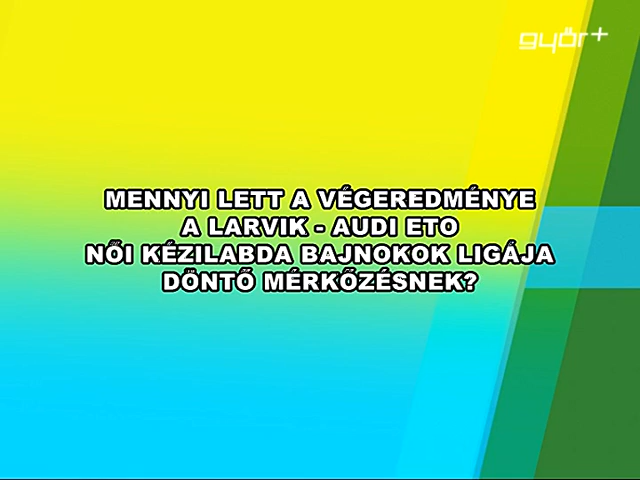 győr+
MENNYI LETT A VÉGEREDMÉNYE
A LARVIK - AUDI ETO
NŐI KÉZILABDA BAJNOKOK LIGÁJA
DÖNTŐ MÉRKŐZÉSNEK?